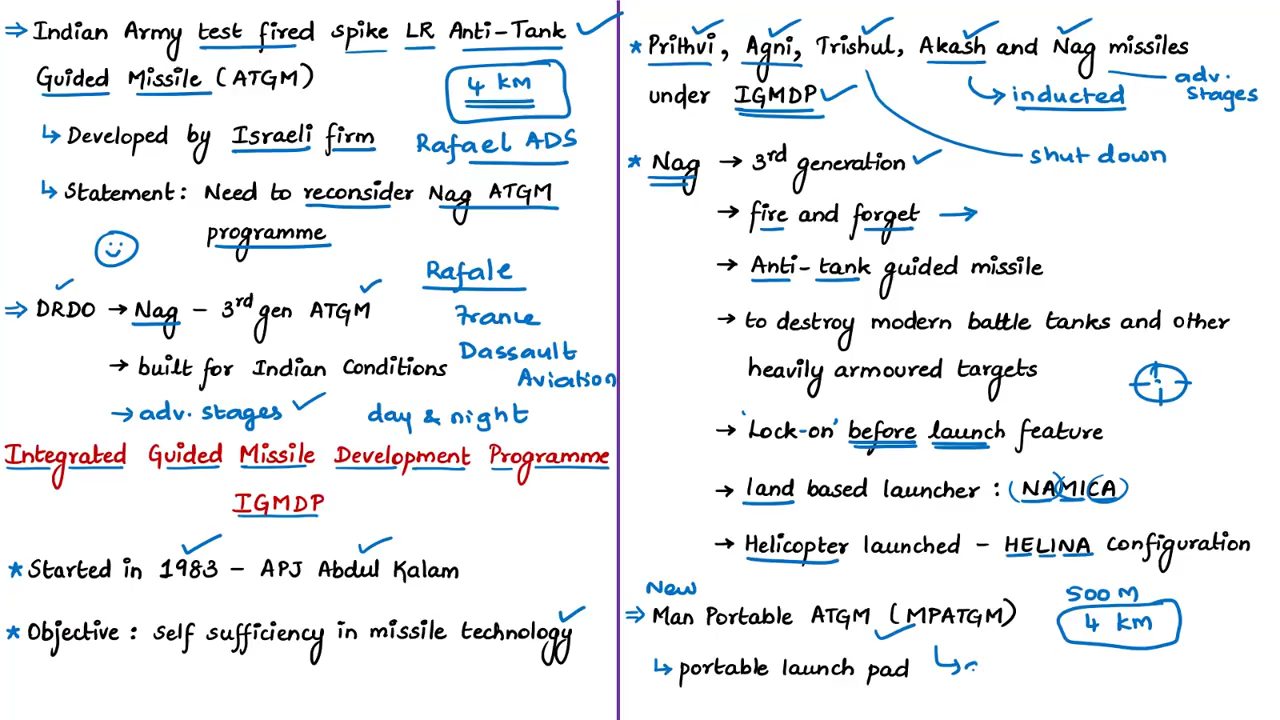 ⇒ Indian Army test fired spike LR Anti-Tank
Guided Missile (ATGM)
4 KM
↳ Developed by Israeli firm
Rafael ADS
↳ Statement: Need to reconsider Nag ATGM
programme
Rafale
⇒ DRDO → Nag - 3rd gen ATGM
France
→ built for Indian Conditions
Dassault
Aviation
→ adv. stages
day & night
Integrated Guided Missile Development Programme
IGMDP
* Started in 1983 - APJ Abdul Kalam
* Objective: self sufficiency in missile technology
* Prithvi, Agni, Trishul, Akash and Nag missiles
adv. stages
under IGMDP
inducted
shut down
* Nag → 3rd generation
→ fire and forget →
→ Anti-tank guided missile
→ to destroy modern battle tanks and other
heavily armoured targets
→ 'Lock-on' before launch feature
→ land based launcher: (NAMICA)
→ Helicopter launched - HELINA configuration
New
⇒ Man Portable ATGM (MPATGM)
500 M
4 KM
↳ portable launch pad ↳